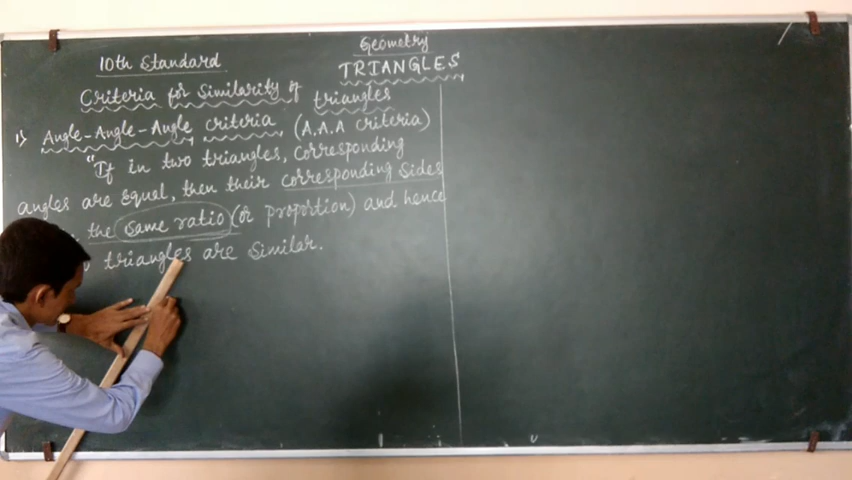 Geometry
10th Standard
TRIANGLES
Criteria for Similarity of triangles
1) Angle-Angle-Angle criteria (A.A.A criteria)
"If in two triangles, corresponding
angles are equal, then their corresponding sides
the same ratio (or proportion) and hence
triangles are similar.